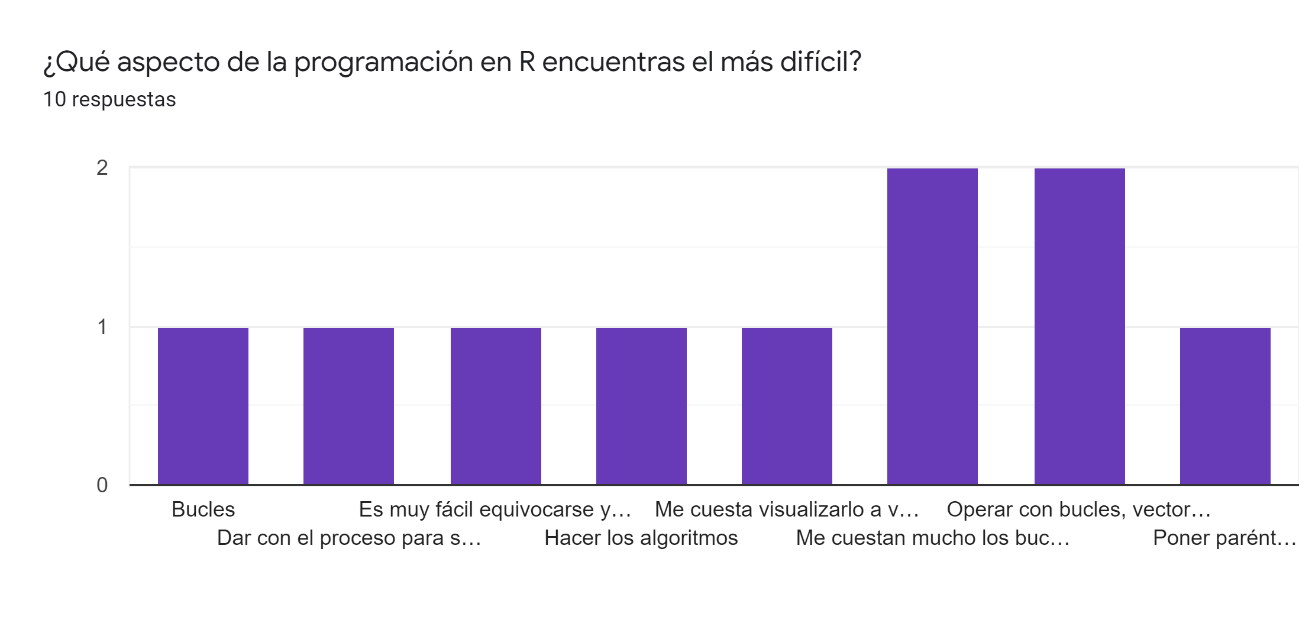 ¿Qué aspecto de la programación en R encuentras el más difícil?
10 respuestas
2
1
0
Bucles
Dar con el proceso para s…
Es muy fácil equivocarse y…
Hacer los algoritmos
Me cuesta visualizarlo a v…
Me cuestan mucho los buc…
Operar con bucles, vector…
Poner parént…